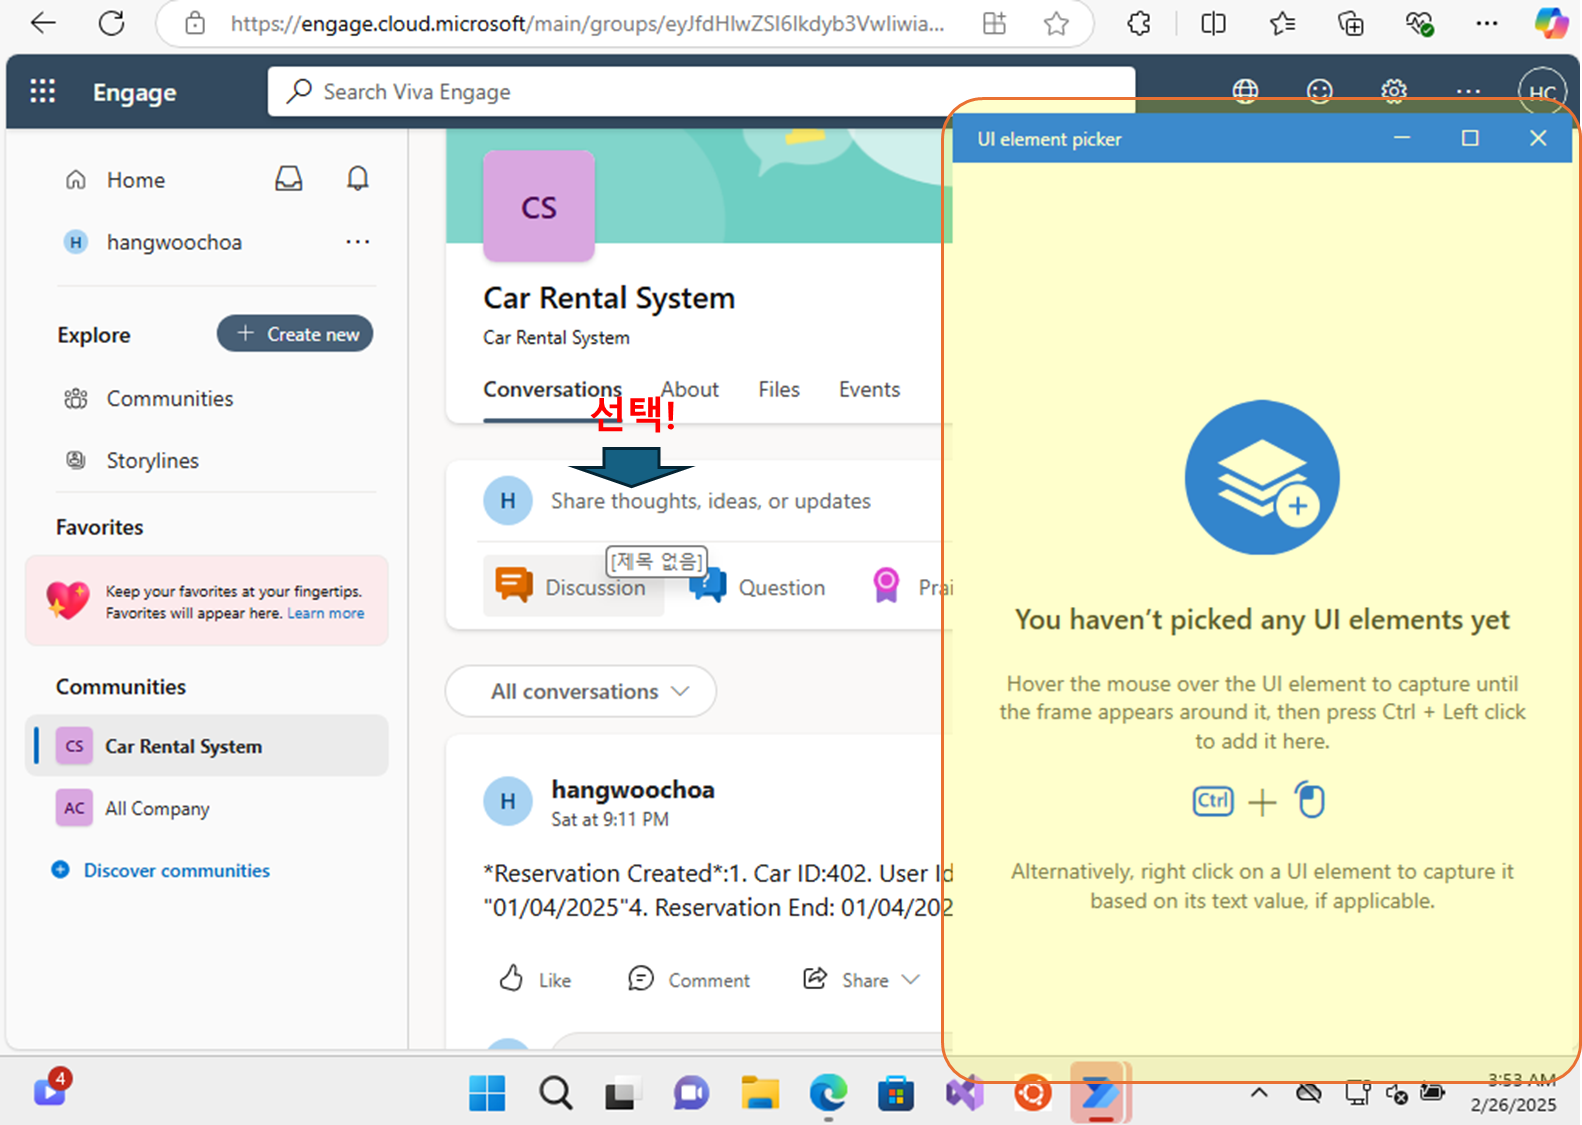 https://engage.cloud.microsoft/main/groups/eyJfdHlwZSI6Ikdyb3VwIiwia...
Engage
Search Viva Engage
HC
UI element picker
Home
H
hangwoochoa
Explore
Create new
Communities
Storylines
Favorites
Keep your favorites at your fingertips.
Favorites will appear here. Learn more
Communities
CS
Car Rental System
AC
All Company
Discover communities
CS
Car Rental System
Car Rental System
Conversations
About
Files
Events
선택!
H
Share thoughts, ideas, or updates
[제목 없음]
Discussion
Question
Prai
All conversations
H
hangwoochoa
Sat at 9:11 PM
*Reservation Created*:1. Car ID:402. User Id
"01/04/2025"4. Reservation End: 01/04/202
Like
Comment
Share
You haven't picked any UI elements yet
Hover the mouse over the UI element to capture until
the frame appears around it, then press Ctrl + Left click
to add it here.
Ctrl +
Alternatively, right click on a UI element to capture it
based on its text value, if applicable.
4
3:53 AM
2/26/2025